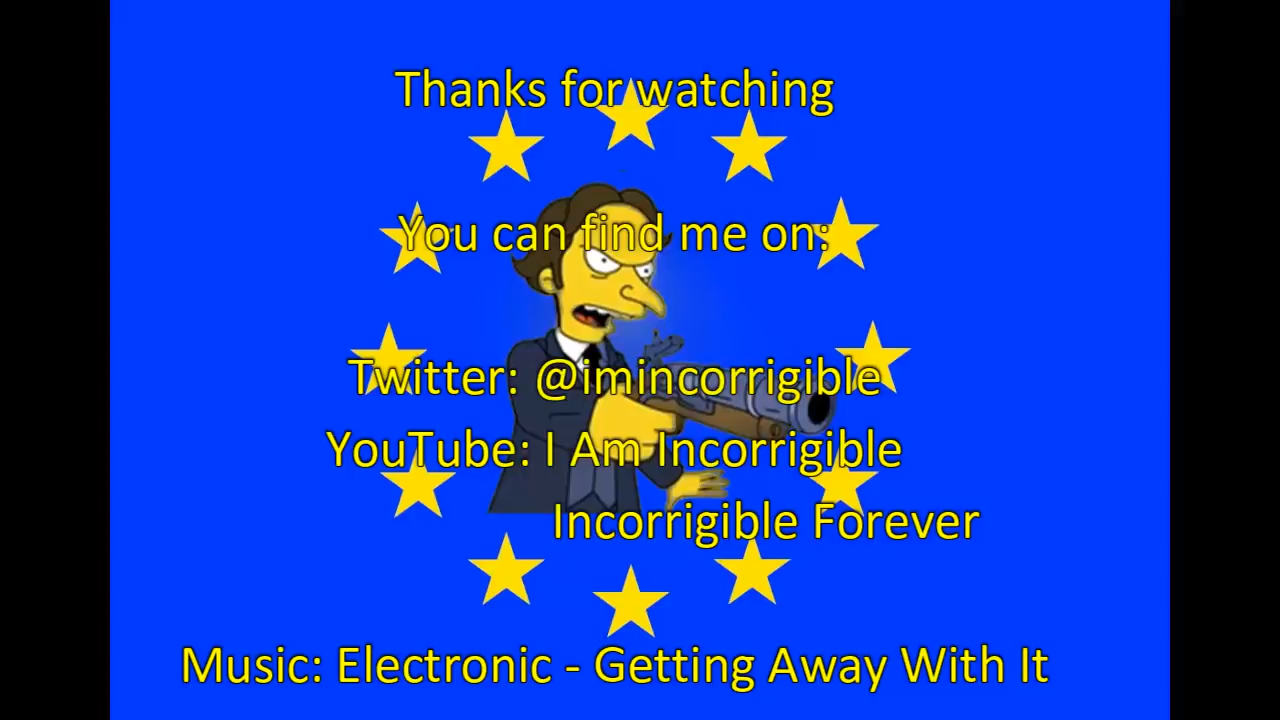 Thanks for watching
You can find me on:
Twitter: @imincorrigible
YouTube: I Am Incorrigible
Incorrigible Forever
Music: Electronic - Getting Away With It